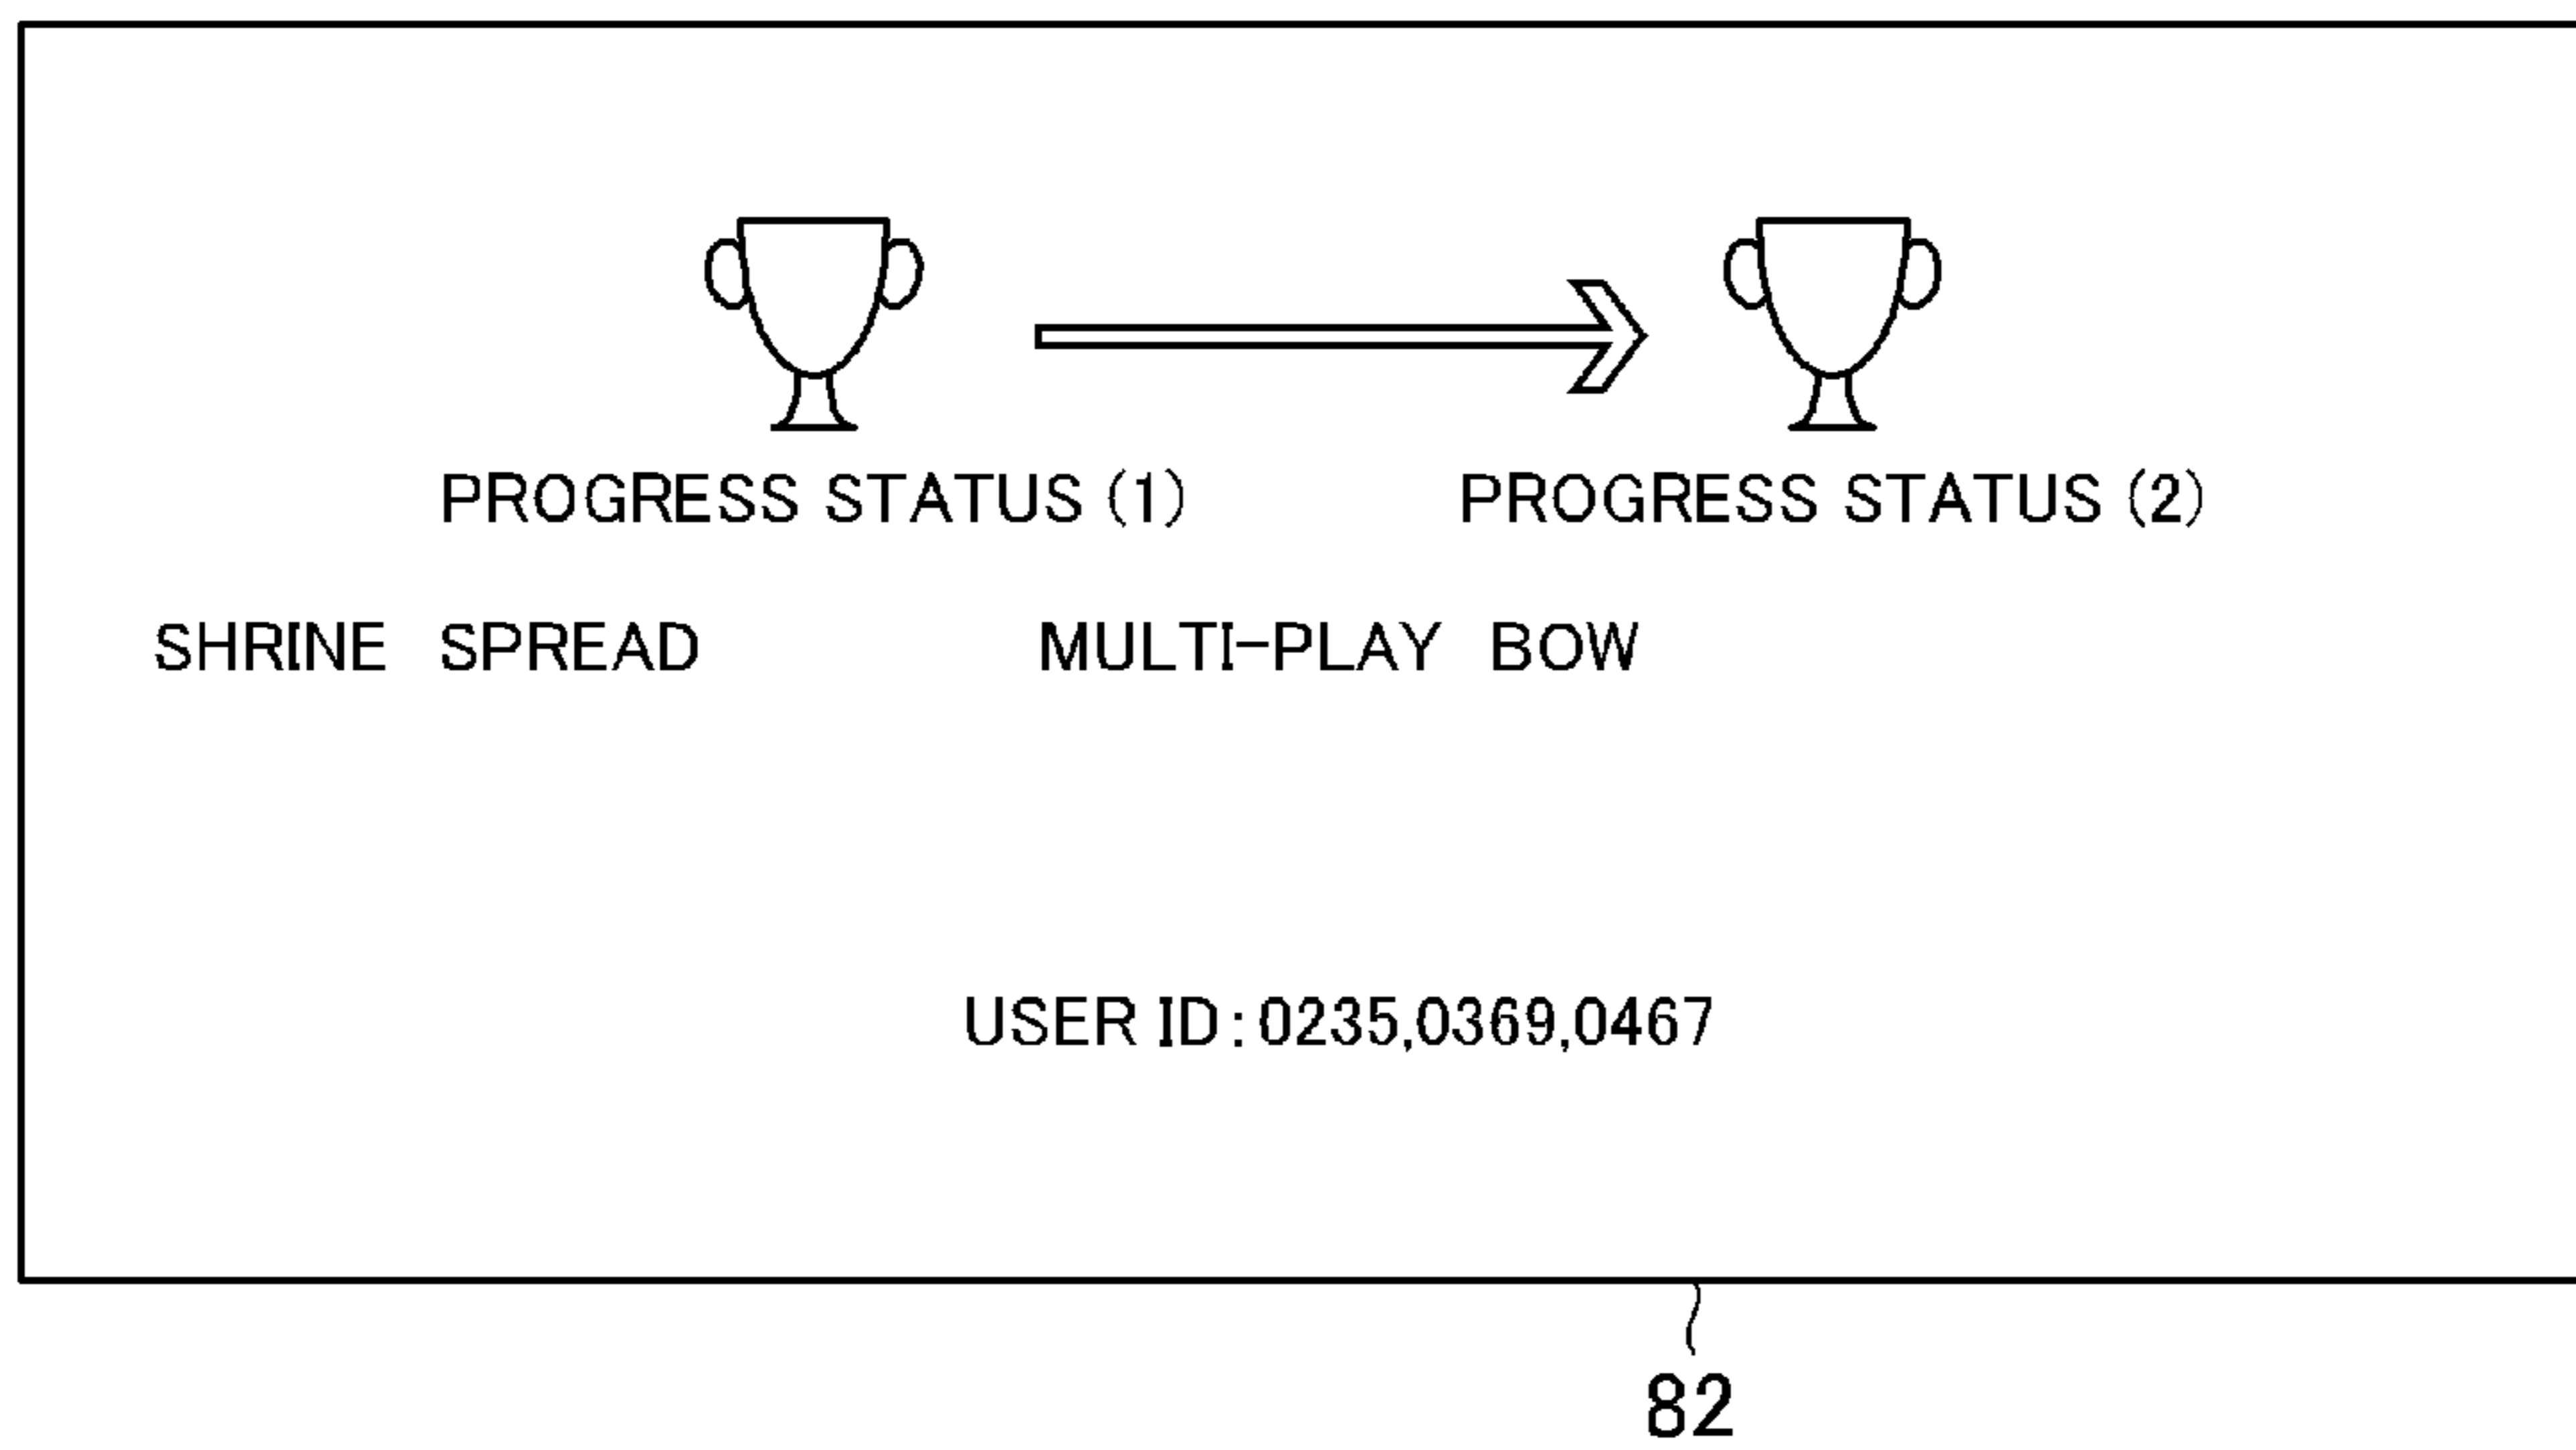 PROGRESS STATUS (1) PROGRESS STATUS (2)
SHRINE SPREAD MULTI-PLAY BOW
USER ID:0235,0369,0467
82